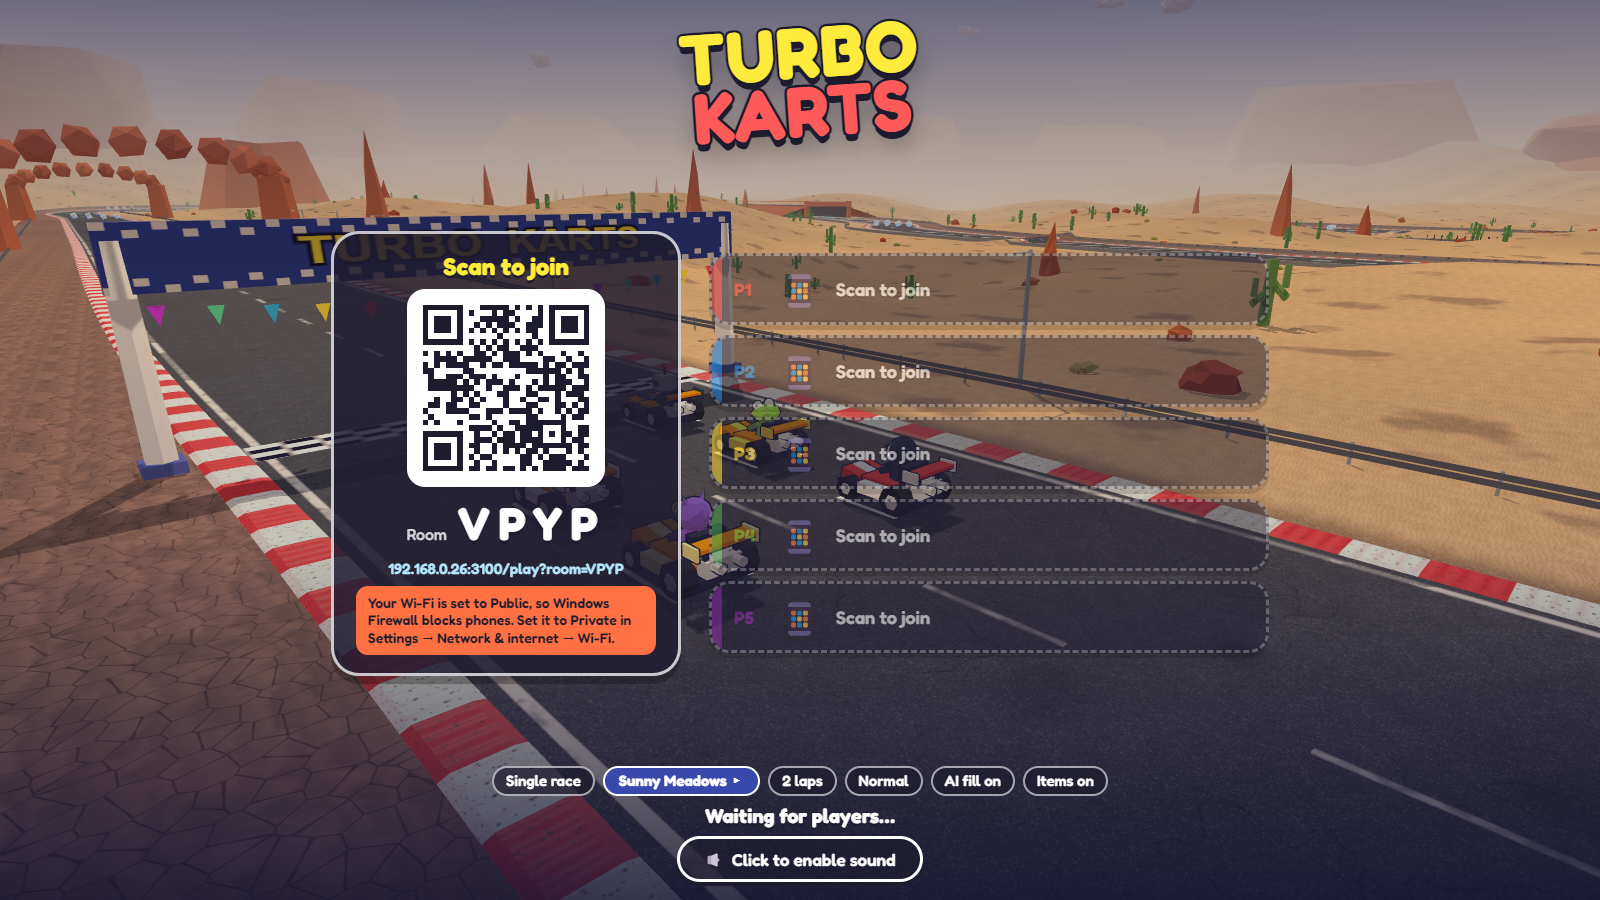 TURBO
KARTS
TURBO KARTS
Scan to join
Room VPYP
192.168.0.26:3100/play?room=VPYP
Your Wi-Fi is set to Public, so Windows
Firewall blocks phones. Set it to Private in
Settings → Network & internet → Wi-Fi.
P1 Scan to join
P2 Scan to join
P3 Scan to join
P4 Scan to join
P5 Scan to join
Single race
Sunny Meadows
2 laps
Normal
AI fill on
Items on
Waiting for players...
Click to enable sound